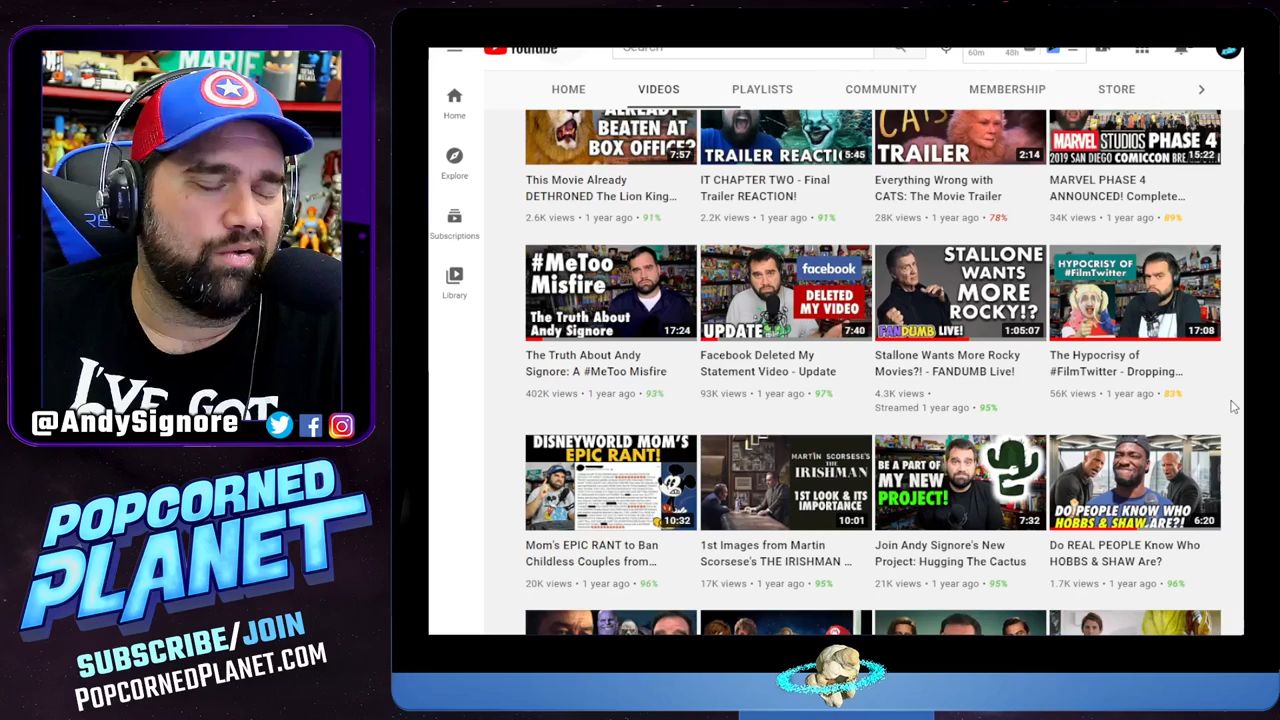 MARIE
I'VE GOT
@AndySignore
POPCORNED
PLANET
SUBSCRIBE/JOIN
POPCORNEDPLANET.COM
YouTube
Search
60m
48h
HOME
VIDEOS
PLAYLISTS
COMMUNITY
MEMBERSHIP
STORE
Home
Explore
Subscriptions
Library
ALREADY
BEATEN AT
BOX OFFICE?
7:57
TRAILER REACTI
5:45
CATS
TRAILER
2:14
MARVEL STUDIOS PHASE 4
2019 SAN DIEGO COMICCON
15:22
This Movie Already
DETHRONED The Lion King...
2.6K views • 1 year ago • 91%
IT CHAPTER TWO - Final
Trailer REACTION!
2.2K views • 1 year ago • 91%
Everything Wrong with
CATS: The Movie Trailer
28K views • 1 year ago • 78%
MARVEL PHASE 4
ANNOUNCED! Complete...
34K views • 1 year ago • 89%
#MeToo
Misfire
The Truth About
Andy Signore
17:24
facebook
DELETED
MY VIDEO
UPDATE
7:40
STALLONE
WANTS
MORE
ROCKY!?
FANDUMB LIVE!
1:05:07
HYPOCRISY OF
#FilmTwitter
17:08
The Truth About Andy
Signore: A #MeToo Misfire
402K views • 1 year ago • 93%
Facebook Deleted My
Statement Video - Update
93K views • 1 year ago • 97%
Stallone Wants More Rocky
Movies?! - FANDUMB Live!
4.3K views •
Streamed 1 year ago • 95%
The Hypocrisy of
#FilmTwitter - Dropping...
56K views • 1 year ago • 83%
DISNEYWORLD MOM'S
EPIC RANT!
10:32
MARTIN SCORSESE'S
THE IRISHMAN
1ST LOOK & ITS
IMPORTANCE
10:01
BE A PART OF
MY NEW
PROJECT!
7:32
DO PEOPLE KNOW WHO
HOBBS & SHAW ARE?!
6:20
Mom's EPIC RANT to Ban
Childless Couples from...
20K views • 1 year ago • 96%
1st Images from Martin
Scorsese's THE IRISHMAN ...
17K views • 1 year ago • 95%
Join Andy Signore's New
Project: Hugging The Cactus
21K views • 1 year ago • 95%
Do REAL PEOPLE Know Who
HOBBS & SHAW Are?
1.7K views • 1 year ago • 96%